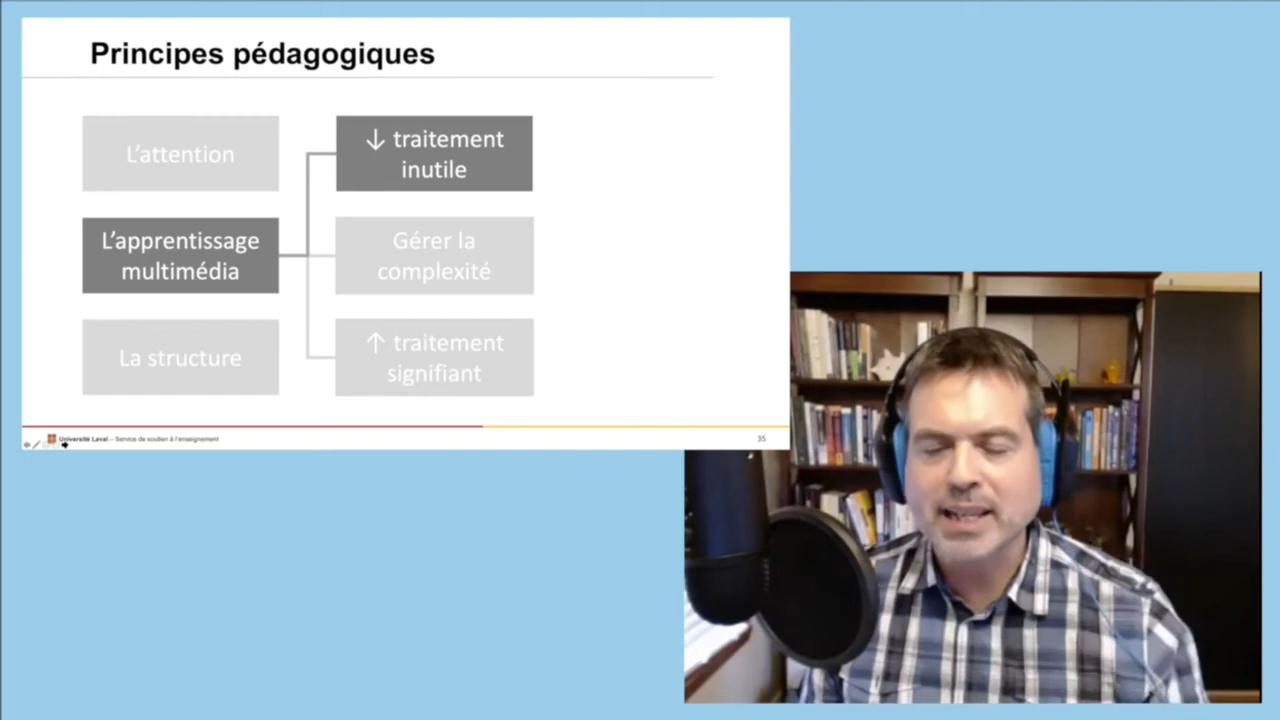 Principes pédagogiques
L'attention
↓ traitement
inutile
L'apprentissage
multimédia
Gérer la
complexité
La structure
↑ traitement
signifiant
Université Laval – Service de soutien à l'enseignement
35